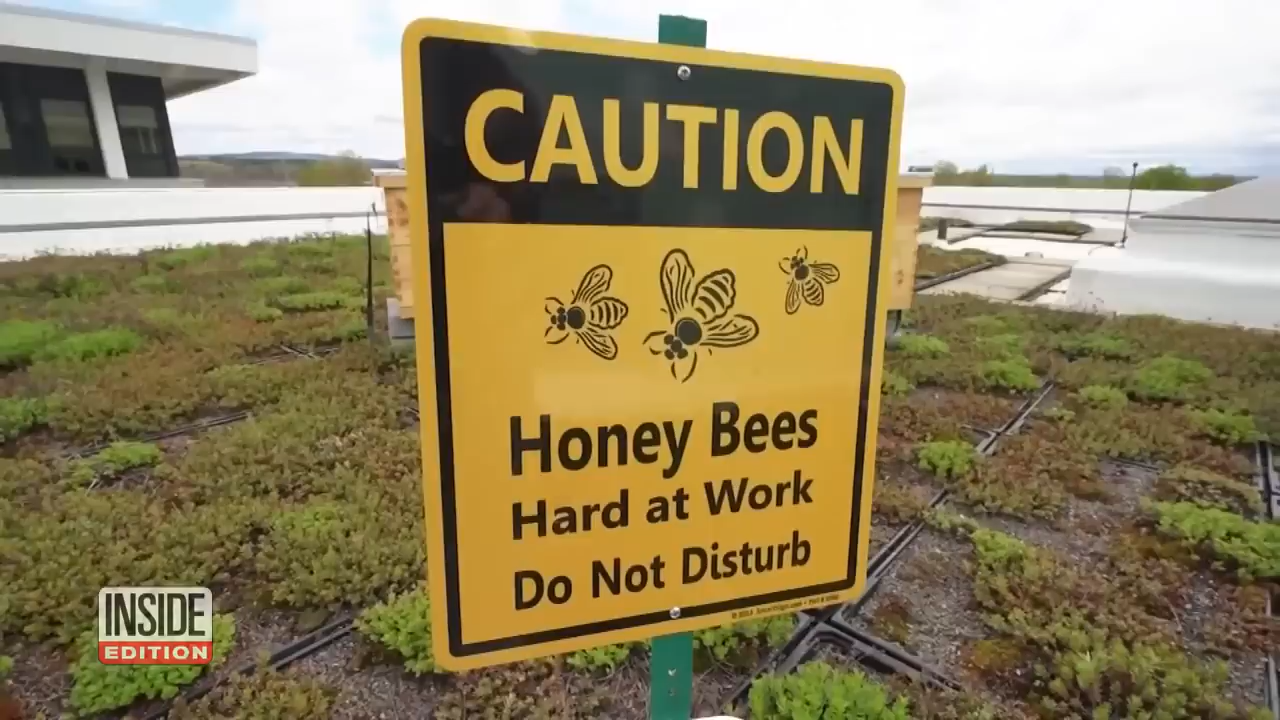 CAUTION
Honey Bees
Hard at Work
Do Not Disturb
INSIDE
EDITION